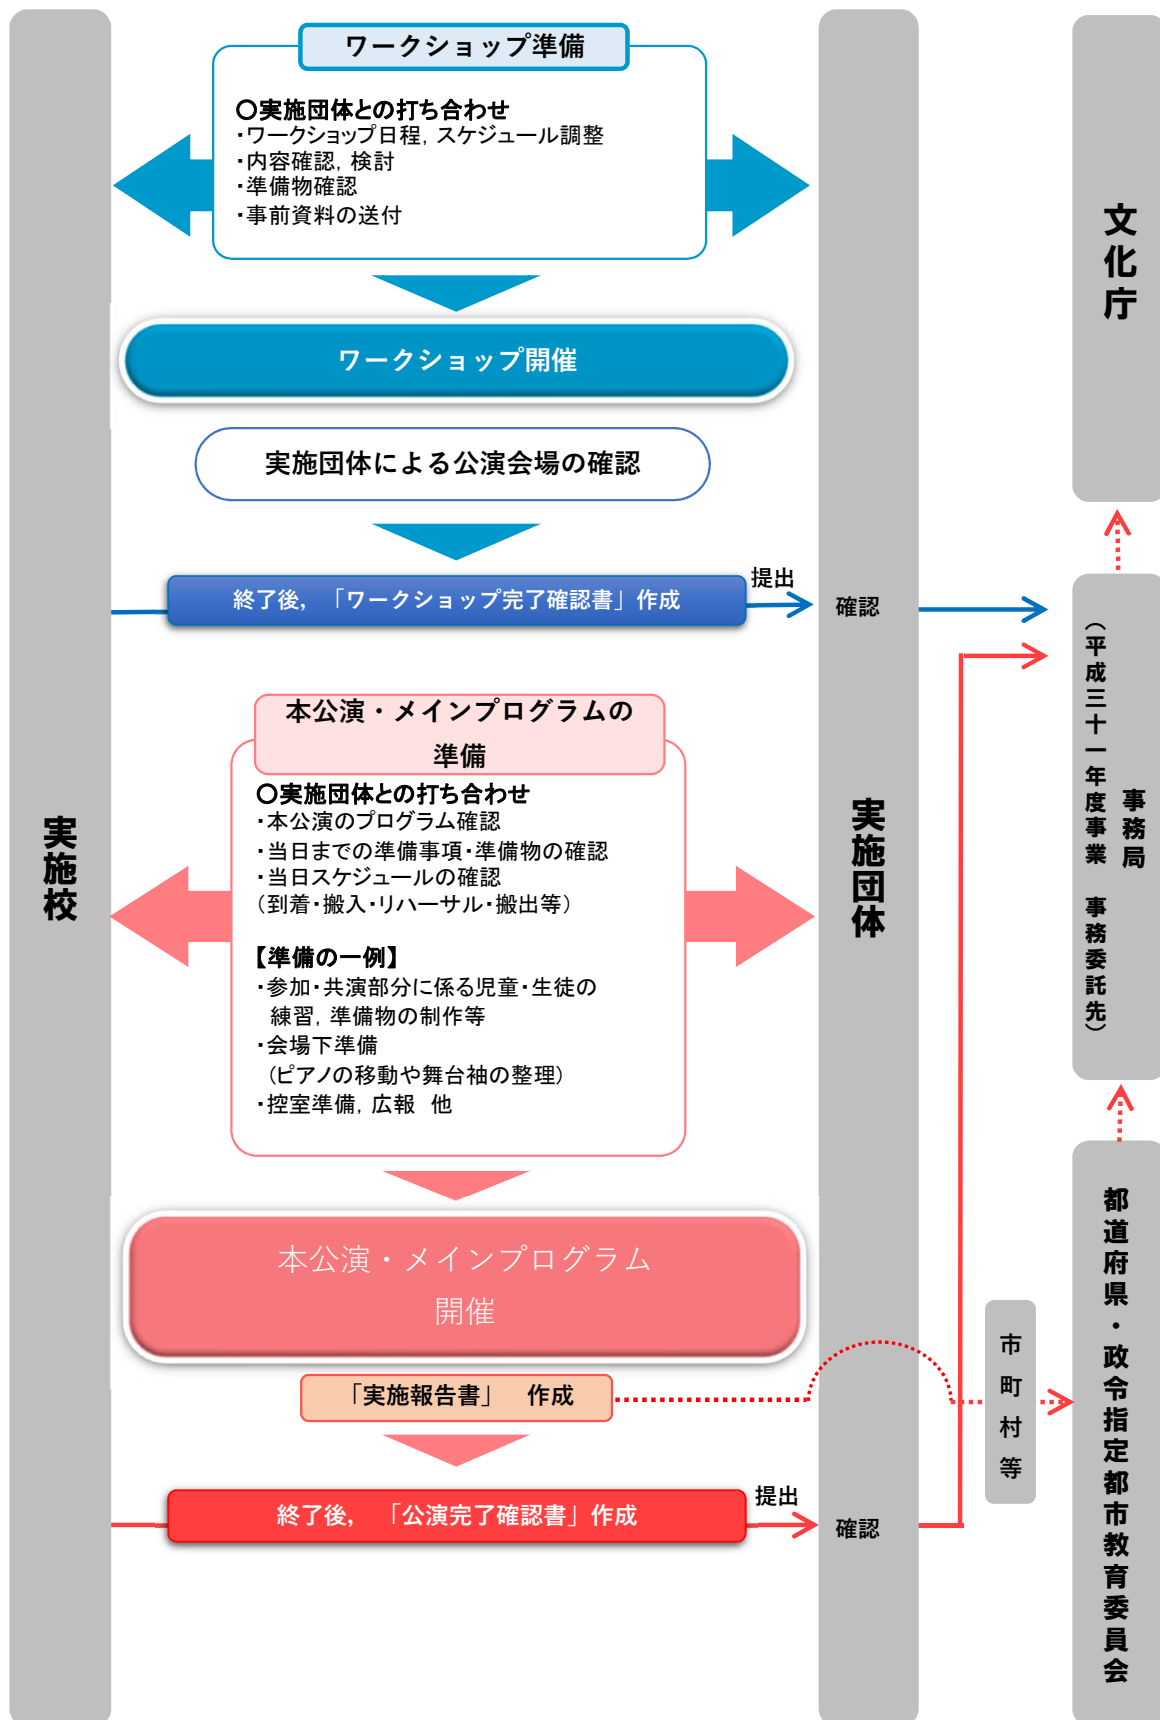 ワークショップ準備
〇実施団体との打ち合わせ
・ワークショップ日程, スケジュール調整
・内容確認, 検討
・準備物確認
・事前資料の送付
ワークショップ開催
実施団体による公演会場の確認
終了後, 「ワークショップ完了確認書」作成
提出
確認
本公演・メインプログラムの
準備
〇実施団体との打ち合わせ
・本公演のプログラム確認
・当日までの準備事項・準備物の確認
・当日スケジュールの確認
(到着・搬入・リハーサル・搬出等)
【準備の一例】
・参加・共演部分に係る児童・生徒の
練習, 準備物の制作等
・会場下準備
(ピアノの移動や舞台袖の整理)
・控室準備, 広報 他
本公演・メインプログラム
開催
「実施報告書」 作成
終了後, 「公演完了確認書」作成
提出
確認
実施校
実施団体
文化庁
事務局
(平成三十一年度事業 事務委託先)
市町村等
都道府県・政令指定都市教育委員会